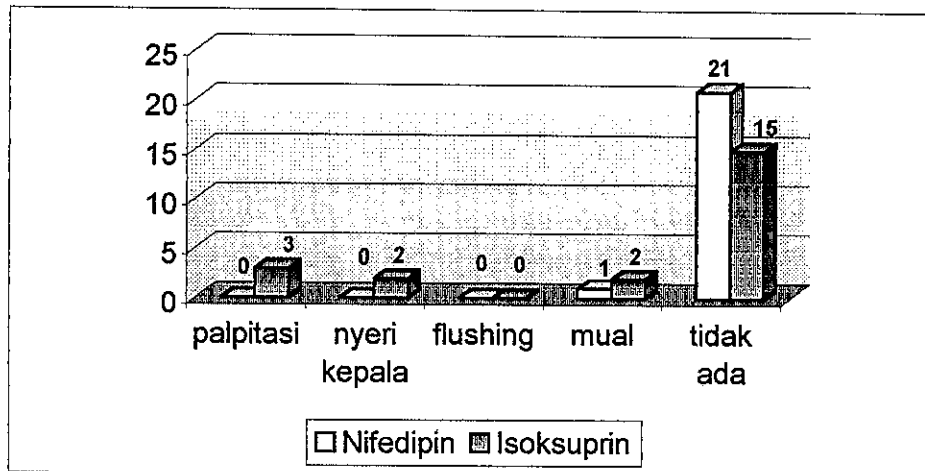 25
20
15
10
5
0
0 3 0 2 0 0 1 2 21 15
palpitasi nyeri flushing mual tidak
kepala ada
Nifedipin Isoksuprin